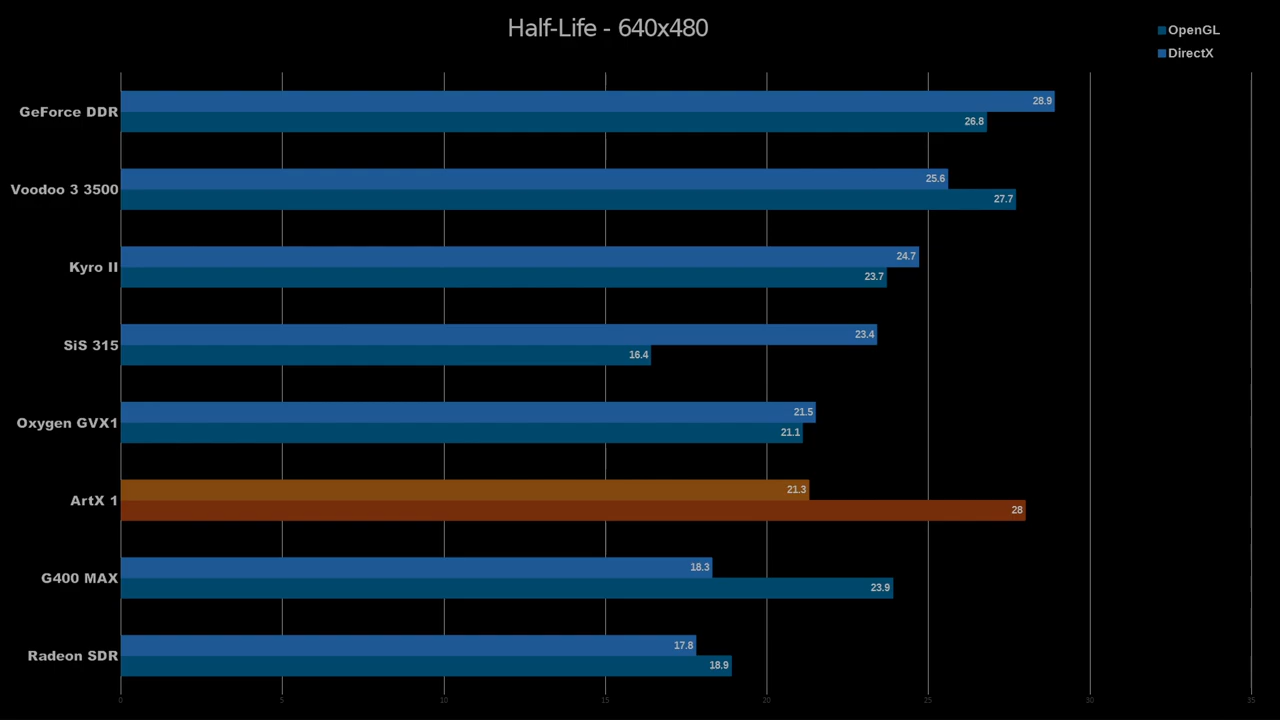 Half-Life - 640x480
OpenGL
DirectX
GeForce DDR
28.9
26.8
Voodoo 3 3500
25.6
27.7
Kyro II
24.7
23.7
SiS 315
23.4
16.4
Oxygen GVX1
21.5
21.1
ArtX 1
21.3
28
G400 MAX
18.3
23.9
Radeon SDR
17.8
18.9
0 5 10 15 20 25 30 35